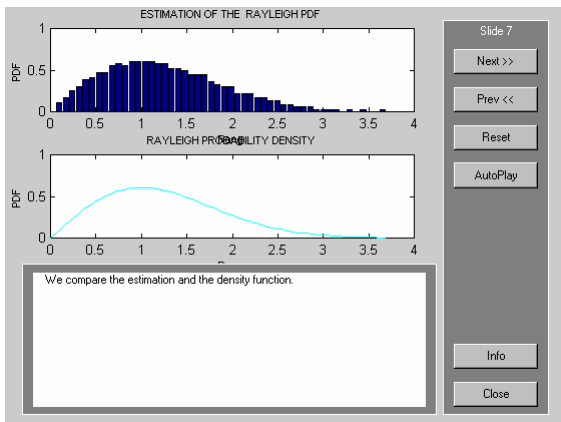 ESTIMATION OF THE RAYLEIGH PDF
1
0.5
0
PDF
0 0.5 1 1.5 2 2.5 3 3.5 4
RAYLEIGH PROBABILITY DENSITY
1
0.5
0
PDF
0 0.5 1 1.5 2 2.5 3 3.5 4
We compare the estimation and the density function.
Slide 7
Next >>
Prev <<
Reset
AutoPlay
Info
Close